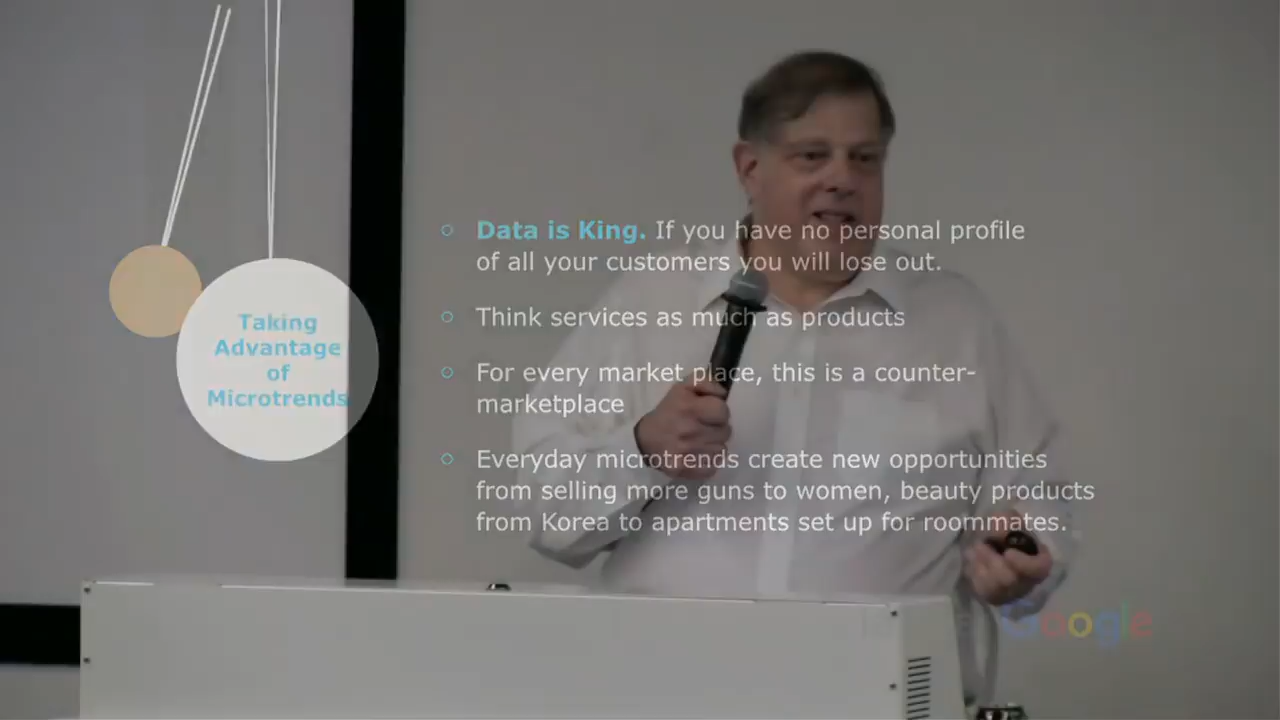 Taking
Advantage
of
Microtrends
Data is King. If you have no personal profile
of all your customers you will lose out.
Think services as much as products
For every market place, this is a counter-
marketplace
Everyday microtrends create new opportunities
from selling more guns to women, beauty products
from Korea to apartments set up for roommates.
Google